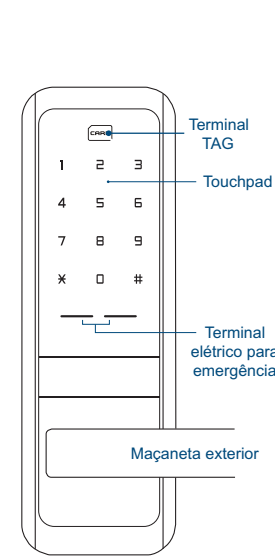 CARD
Terminal
TAG
1 2 3
Touchpad
4 5 6
7 8 9
* 0 #
Terminal
elétrico para
emergência
Maçaneta exterior